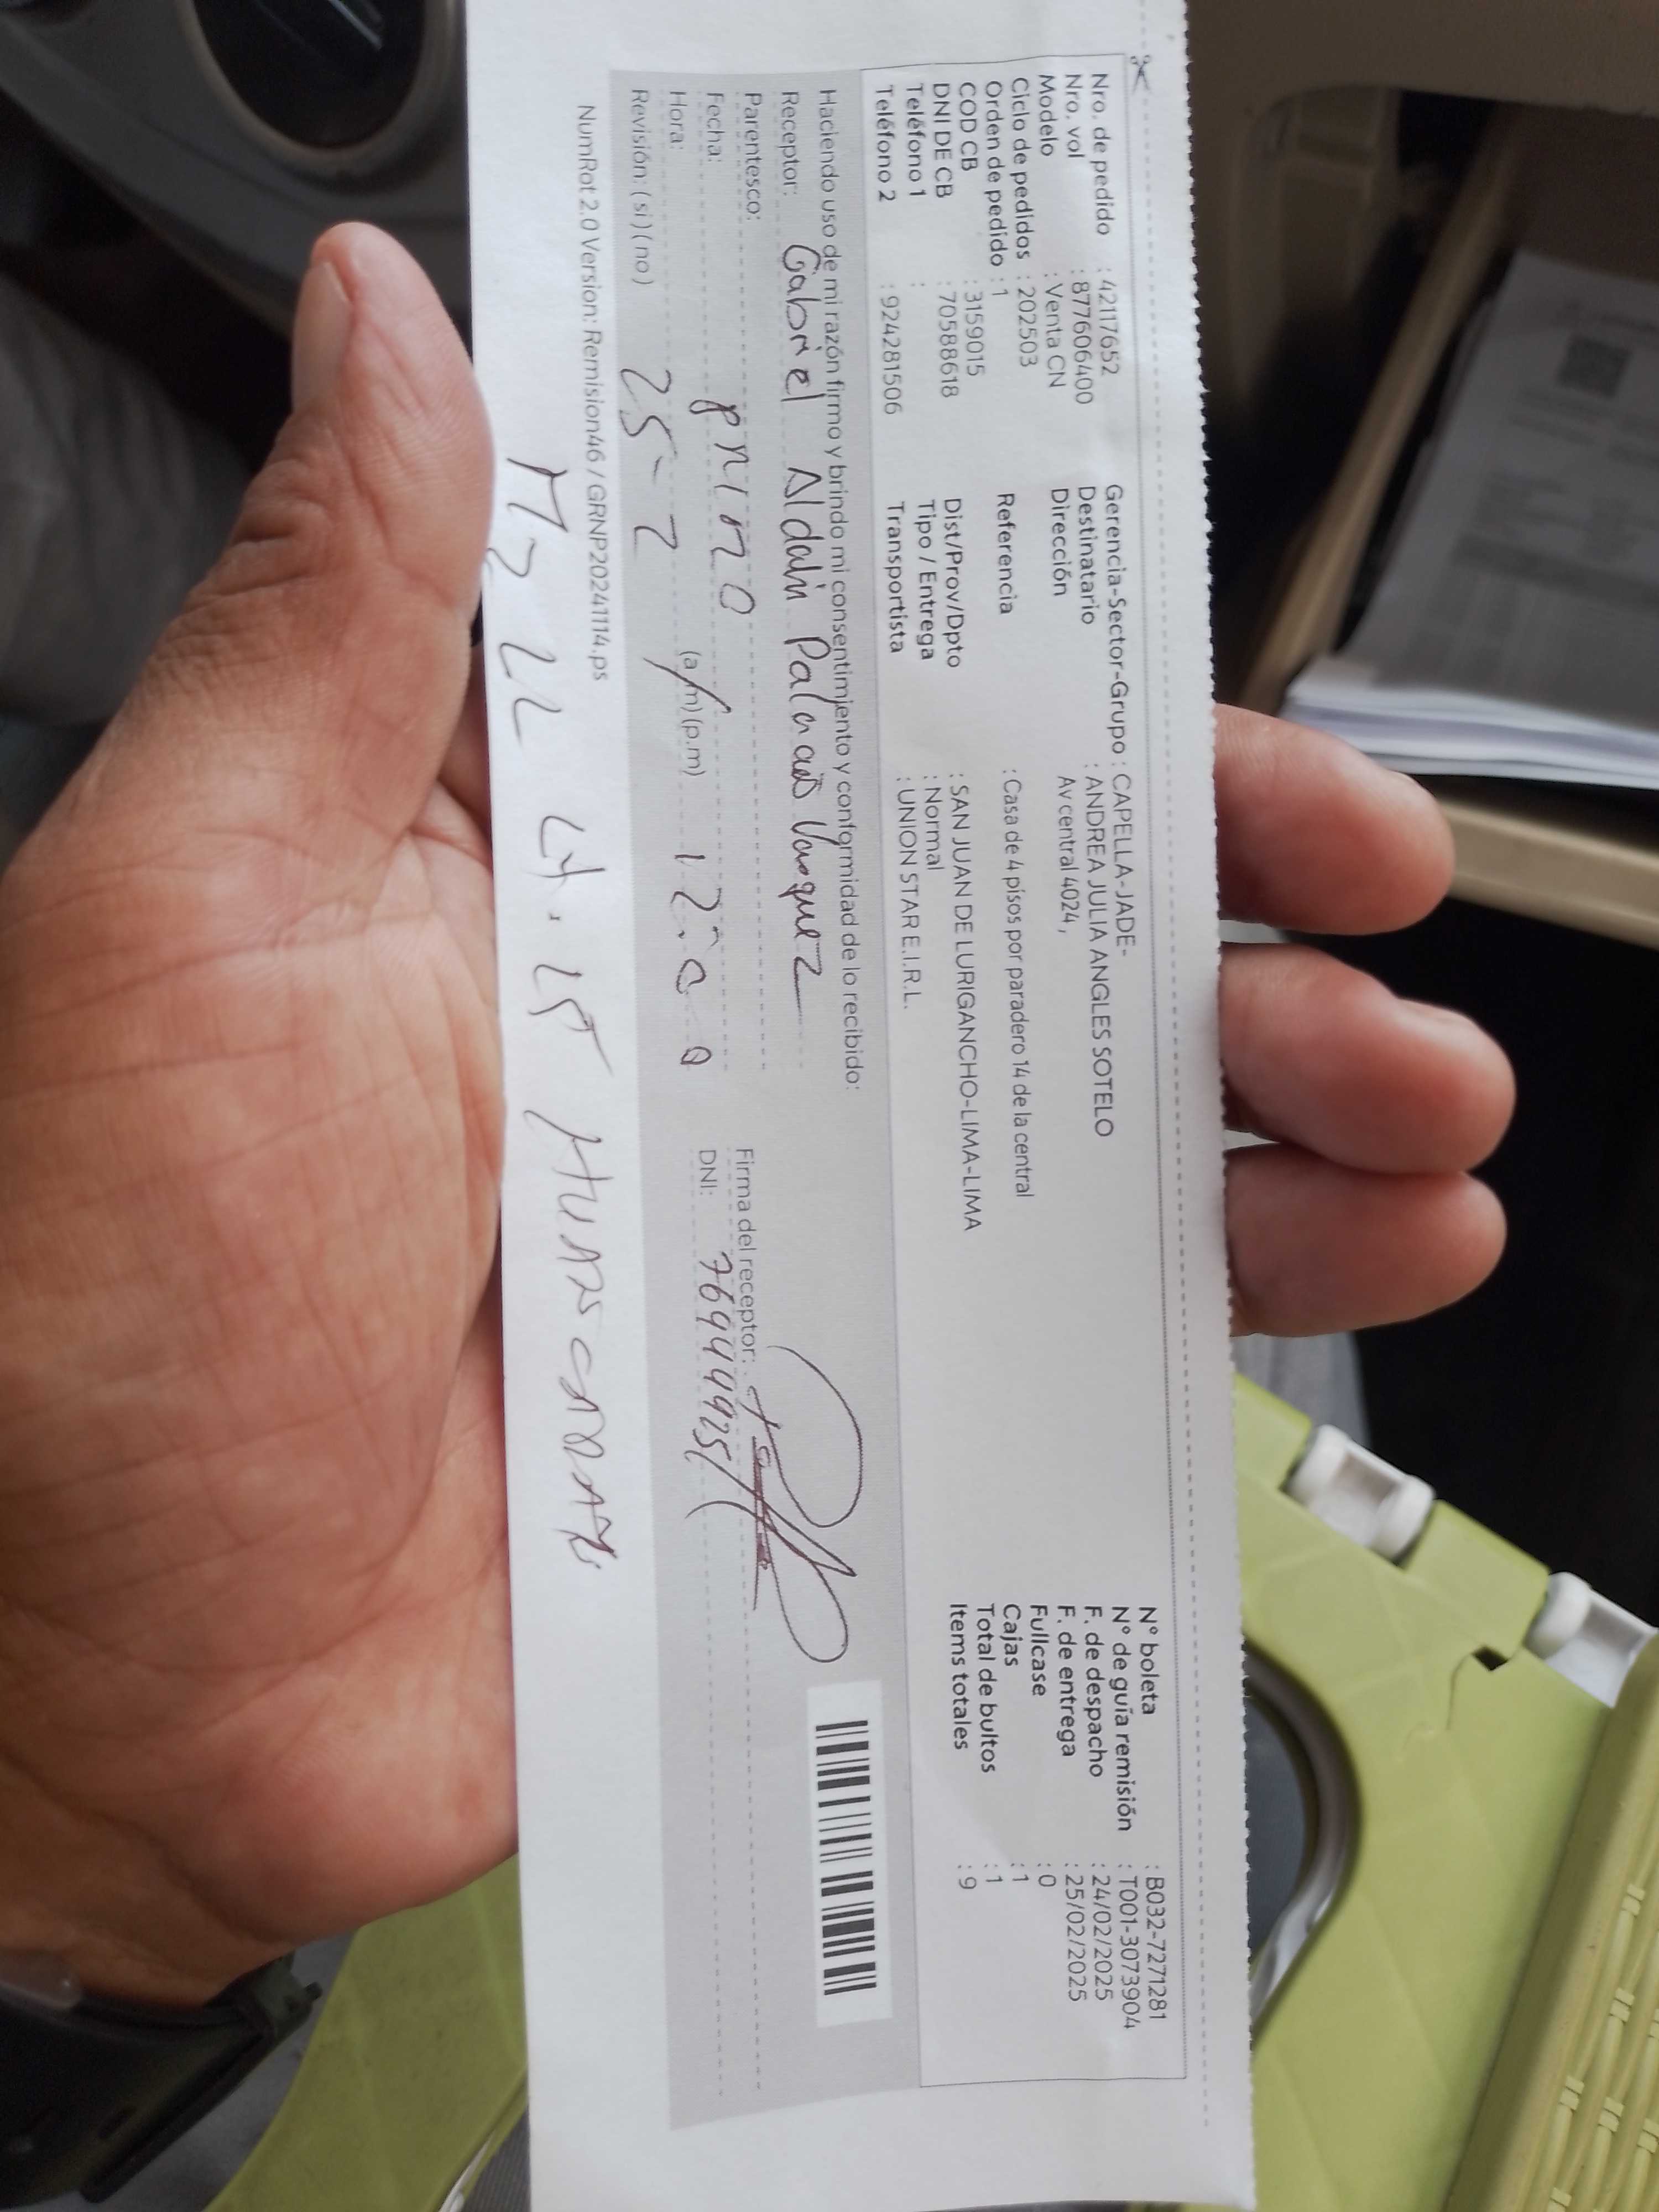 Nro. de pedido : 42117652
Nro. vol : 877606400
Modelo : Venta CN
Ciclo de pedidos : 202503
Orden de pedido : 1
COD CB : 3159015
DNI DE CB : 70588618
Teléfono 1 :
Teléfono 2 : 924281506
Gerencia-Sector-Grupo : CAPELLA-JADE-
Destinatario : ANDREA JULIA ANGLES SOTELO
Dirección Av central 4024,
Referencia : Casa de 4 pisos por paradero 14 de la central
Dist/Prov/Dpto : SAN JUAN DE LURIGANCHO-LIMA-LIMA
Tipo / Entrega : Normal
Transportista : UNION STAR E.I.R.L.
N° boleta : B032-7271281
N° de guía remisión : T001-3073904
F. de despacho : 24/02/2025
F. de entrega : 25/02/2025
Fullcase : 0
Cajas : 1
Total de bultos : 1
Items totales : 9
Haciendo uso de mi razón firmo y brindo mi consentimiento y conformidad de lo recibido:
Receptor: Gabriel Aldahir Palacios Vasquez
Parentesco: primo
Fecha: 25-2
Hora: (a.m) (p.m) 12:00
Revisión: ( si ) ( no )
Firma del receptor:
DNI: 76944925
NumRot 2.0 Version: Remision46 / GRNP20241114.ps
Mz LL Lt. 15